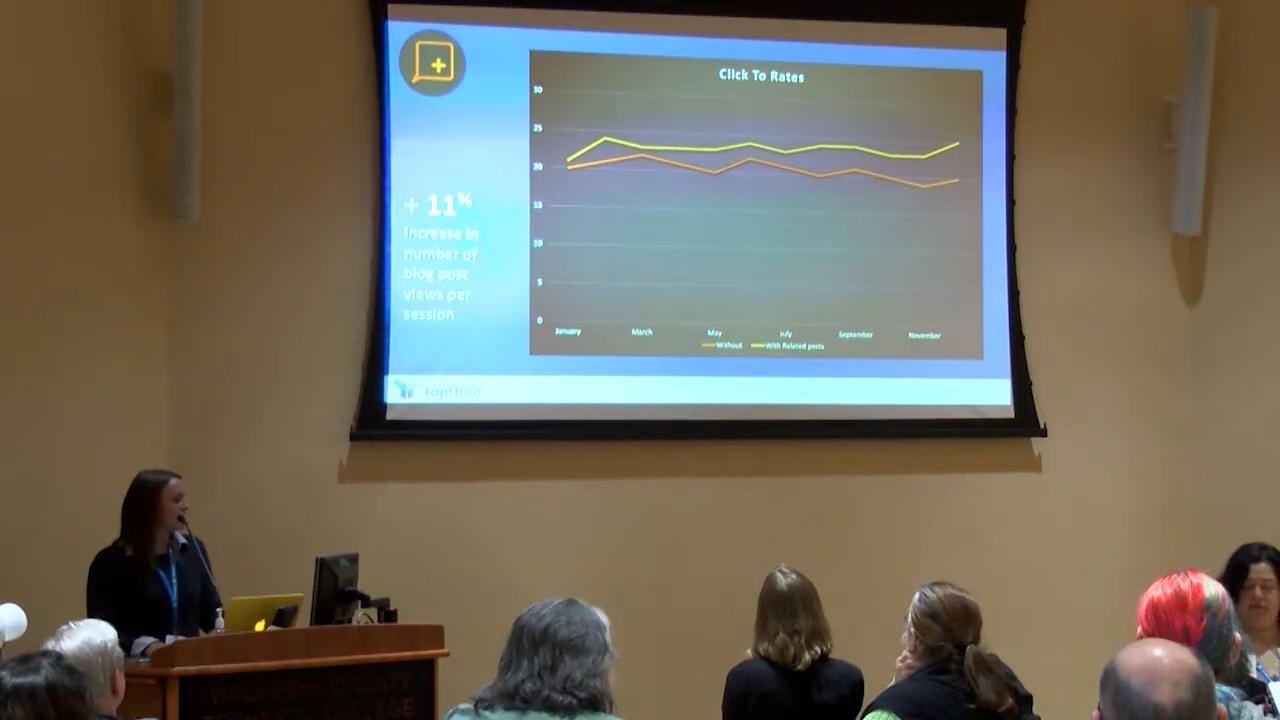 Click To Rates
30
25
20
15
10
5
0
January March May July September November
Without With Related posts
+ 11%
Increase in
number of
blog post
views per
session
topfloor